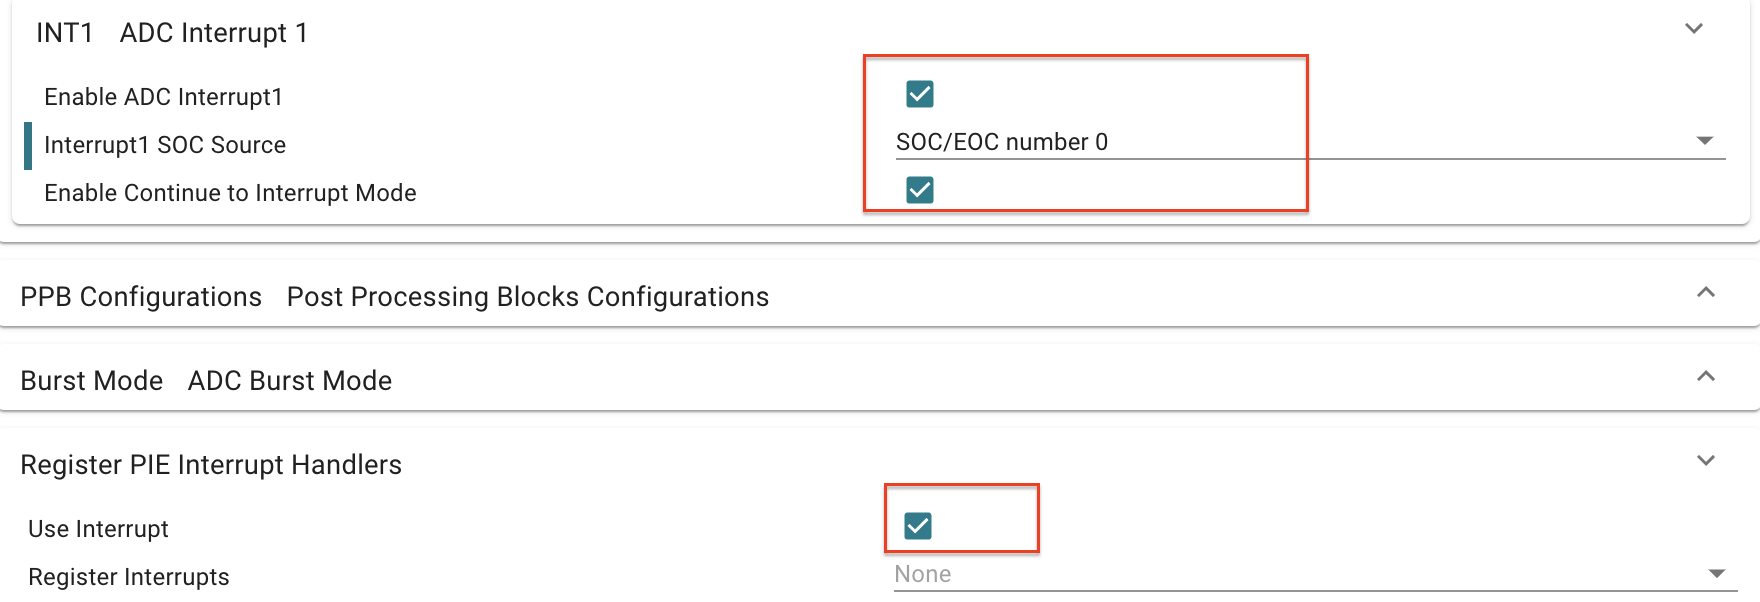 INT1 ADC Interrupt 1
Enable ADC Interrupt1
Interrupt1 SOC Source SOC/EOC number 0
Enable Continue to Interrupt Mode
PPB Configurations Post Processing Blocks Configurations
Burst Mode ADC Burst Mode
Register PIE Interrupt Handlers
Use Interrupt
Register Interrupts None